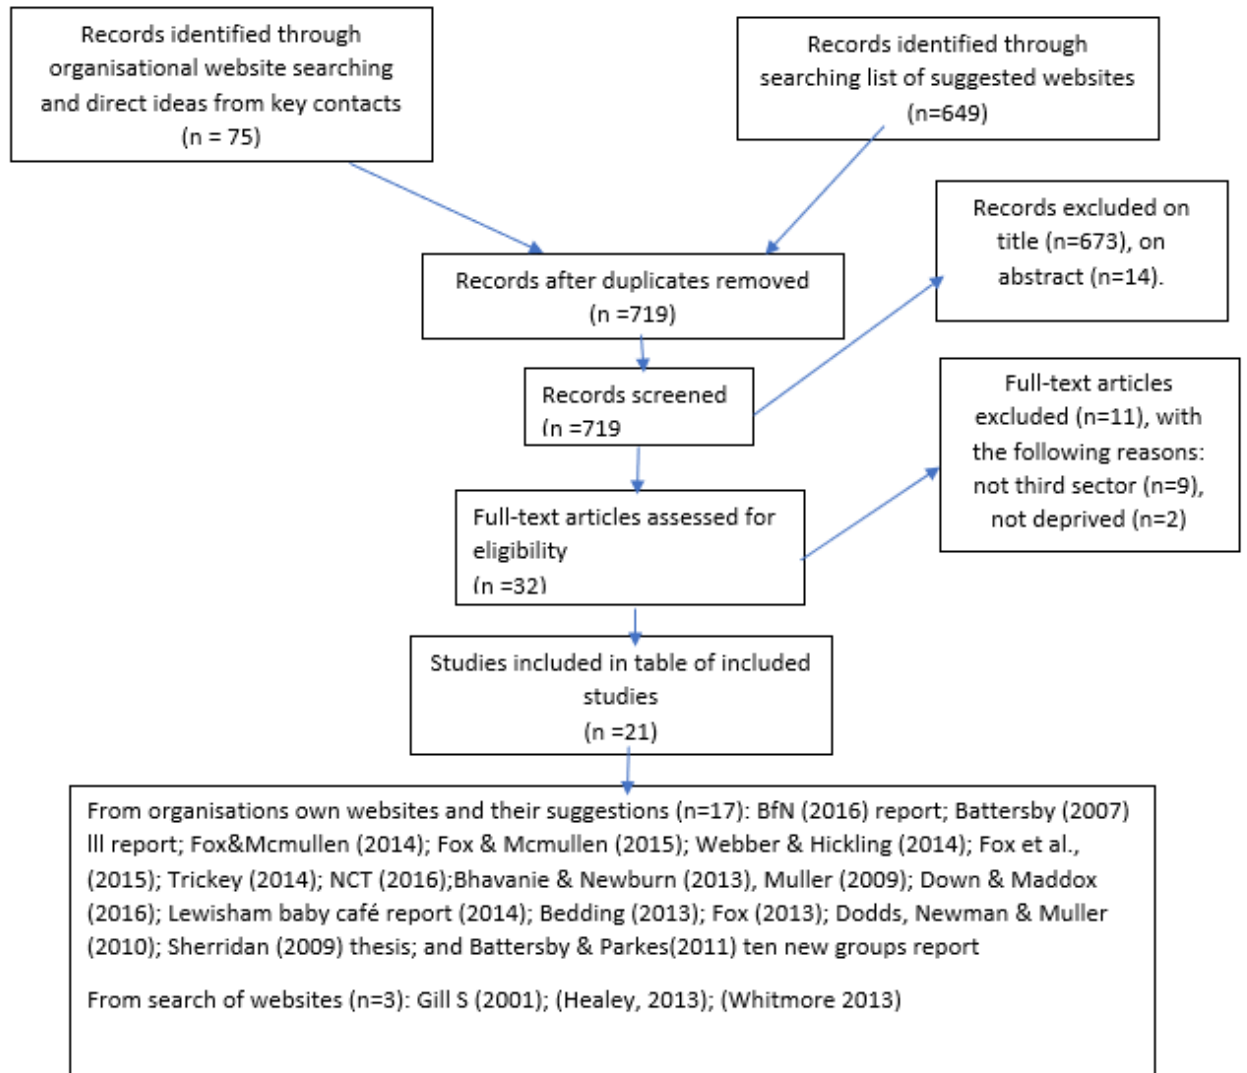 Records identified through
organisational website searching
and direct ideas from key contacts
(n = 75)
Records identified through
searching list of suggested websites
(n=649)
Records excluded on
title (n=673), on
abstract (n=14).
Records after duplicates removed
(n =719)
Records screened
(n =719
Full-text articles
excluded (n=11), with
the following reasons:
not third sector (n=9),
not deprived (n=2)
Full-text articles assessed for
eligibility
(n =32)
Studies included in table of included
studies
(n =21)
From organisations own websites and their suggestions (n=17): BfN (2016) report; Battersby (2007)
lll report; Fox&Mcmullen (2014); Fox & Mcmullen (2015); Webber & Hickling (2014); Fox et al.,
(2015); Trickey (2014); NCT (2016);Bhavanie & Newburn (2013), Muller (2009); Down & Maddox
(2016); Lewisham baby café report (2014); Bedding (2013); Fox (2013); Dodds, Newman & Muller
(2010); Sherridan (2009) thesis; and Battersby & Parkes(2011) ten new groups report
From search of websites (n=3): Gill S (2001); (Healey, 2013); (Whitmore 2013)